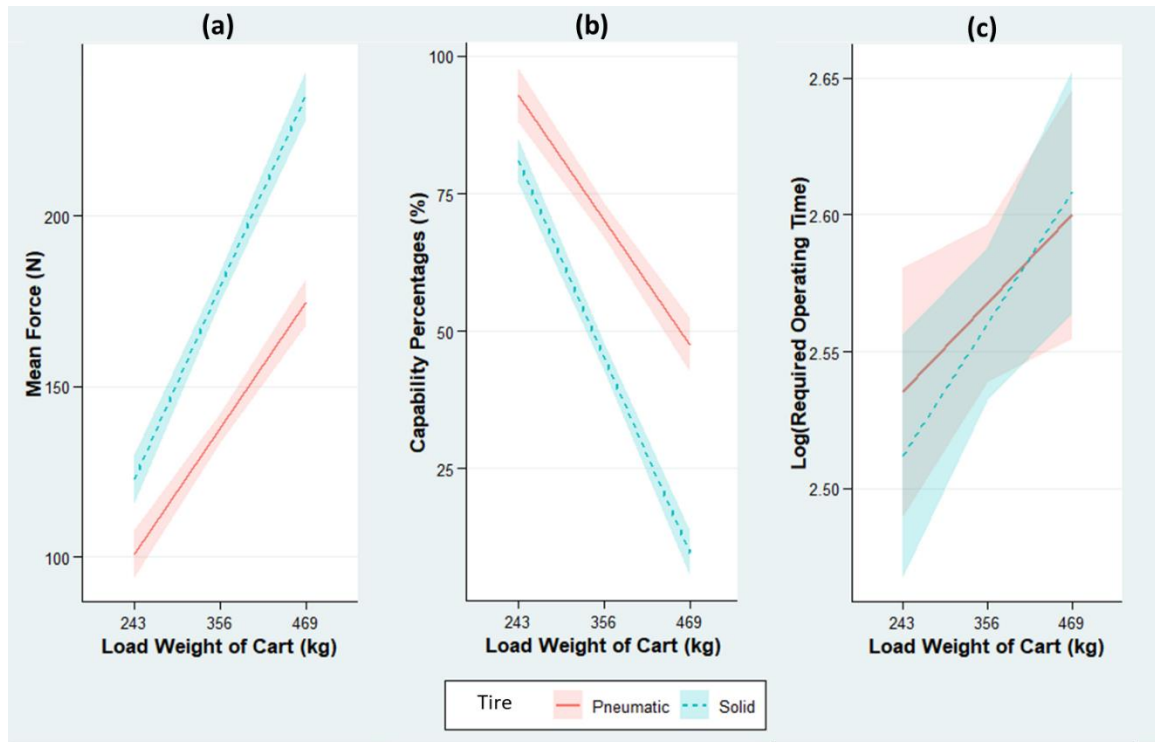 (a)
Mean Force (N)
200
150
100
243 356 469
Load Weight of Cart (kg)
(b)
Capability Percentages (%)
100
75
50
25
243 356 469
Load Weight of Cart (kg)
(c)
Log(Required Operating Time)
2.65
2.60
2.55
2.50
243 356 469
Load Weight of Cart (kg)
Tire Pneumatic Solid